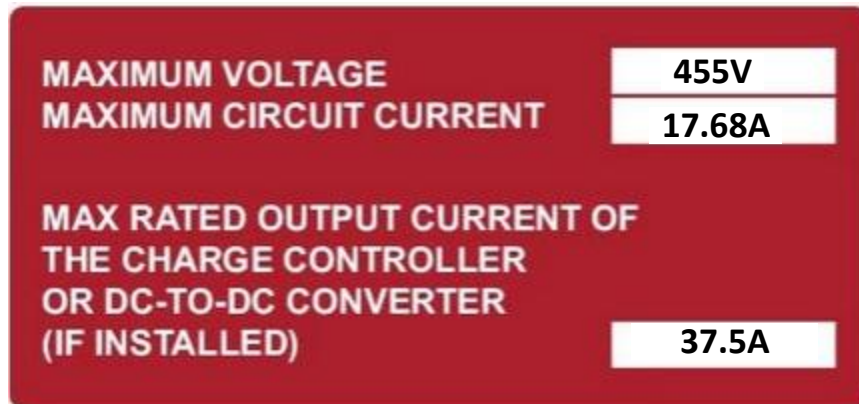 MAXIMUM VOLTAGE 455V
MAXIMUM CIRCUIT CURRENT 17.68A
MAX RATED OUTPUT CURRENT OF
THE CHARGE CONTROLLER
OR DC-TO-DC CONVERTER
(IF INSTALLED) 37.5A